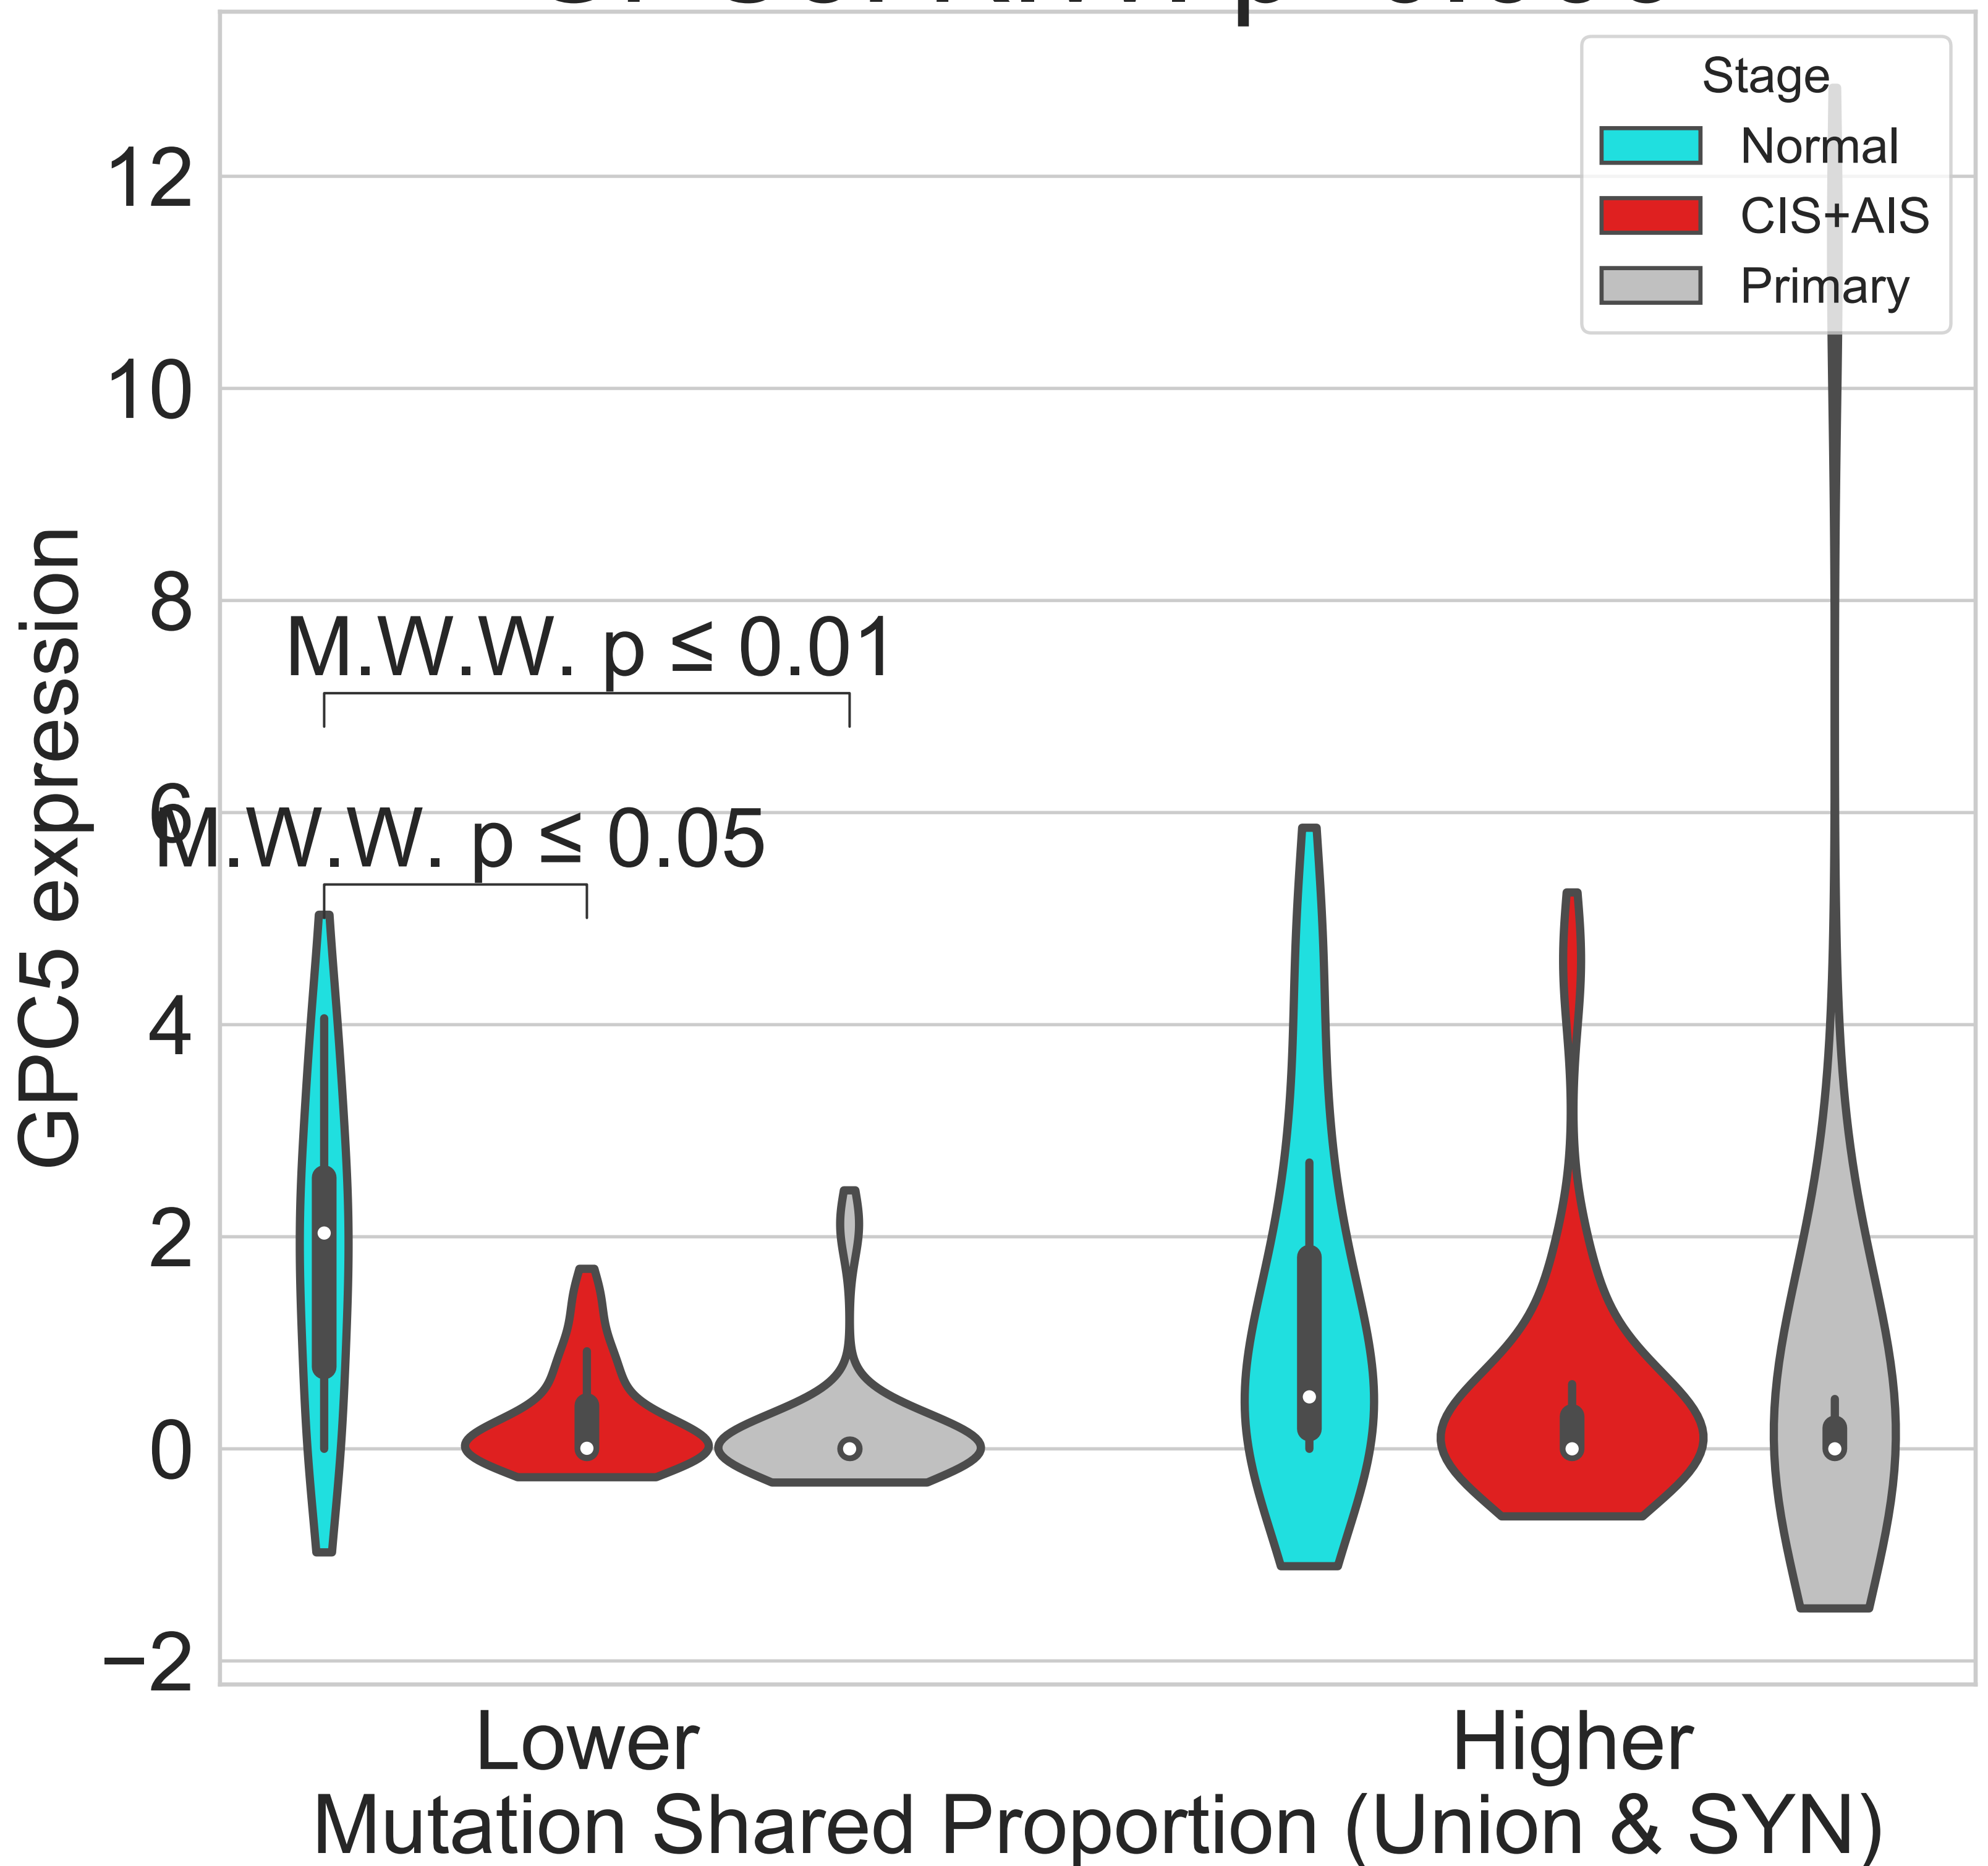 Stage
Normal
CIS+AIS
Primary
12
10
8
6
4
2
0
−2
GPC5 expression
M.W.W. p ≤ 0.01
M.W.W. p ≤ 0.05
Lower
Higher
Mutation Shared Proportion (Union & SYN)